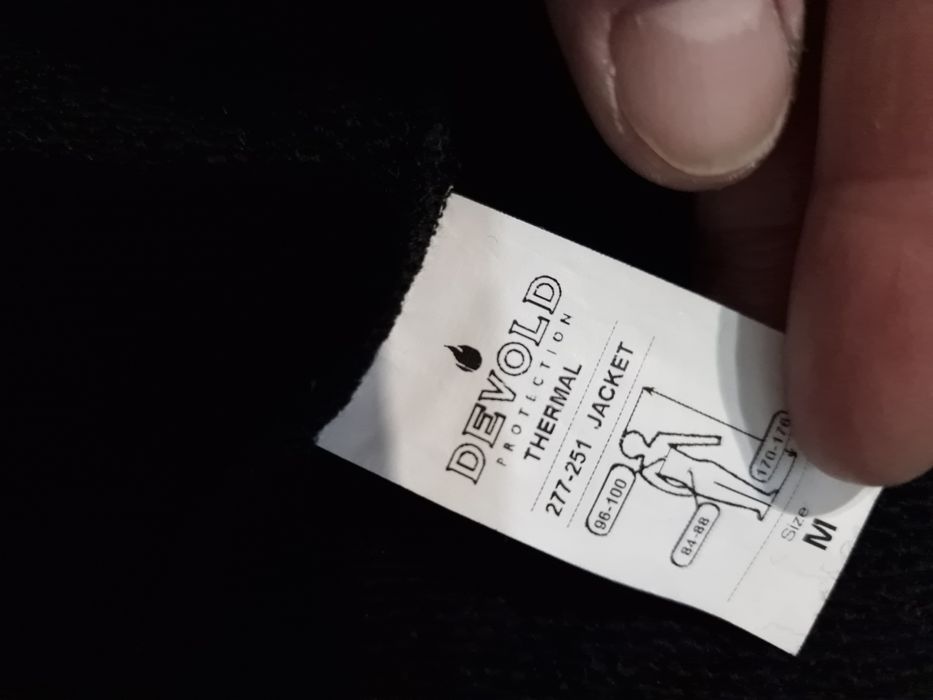 DEVOLD
PROTECTION
THERMAL
277-251 JACKET
96-100
84-88
170-176
Size
M